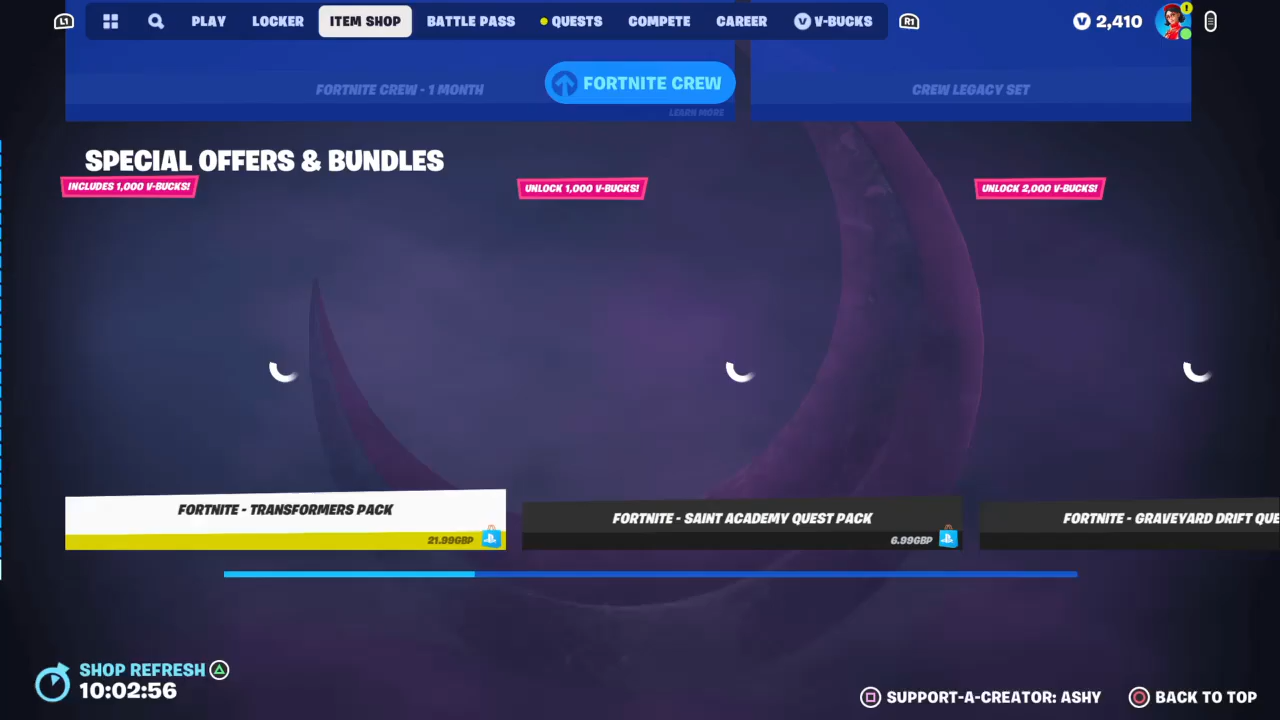 L1
PLAY
LOCKER
ITEM SHOP
BATTLE PASS
QUESTS
COMPETE
CAREER
V-BUCKS
R1
2,410
FORTNITE CREW - 1 MONTH
FORTNITE CREW
LEARN MORE
CREW LEGACY SET
SPECIAL OFFERS & BUNDLES
INCLUDES 1,000 V-BUCKS!
UNLOCK 1,000 V-BUCKS!
UNLOCK 2,000 V-BUCKS!
FORTNITE - TRANSFORMERS PACK
21.99GBP
FORTNITE - SAINT ACADEMY QUEST PACK
6.99GBP
FORTNITE - GRAVEYARD DRIFT QUE
SHOP REFRESH
10:02:56
SUPPORT-A-CREATOR: ASHY
BACK TO TOP